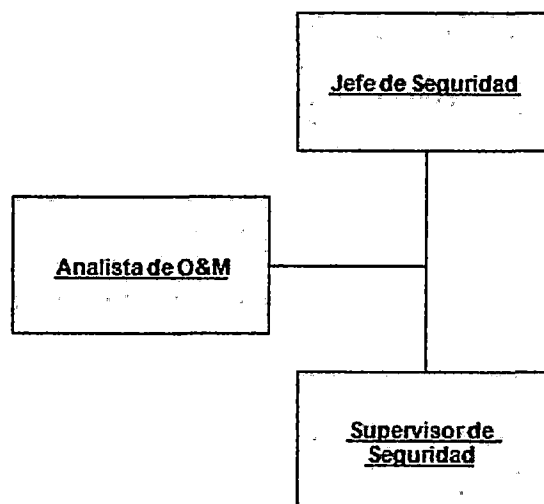 Jefe de Seguridad
Analista de O&M
Supervisor de
Seguridad